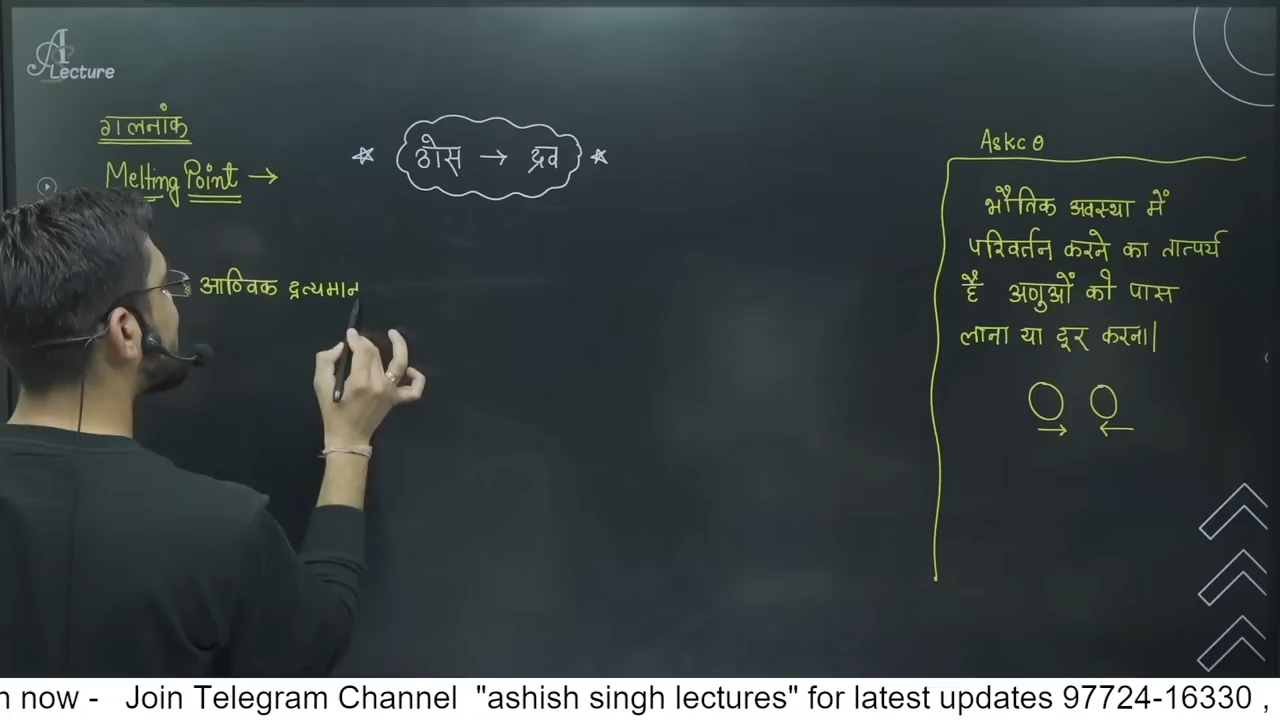 A
Lecture
गलनांक
Melting Point →
ठोस → द्रव
आण्विक द्रव्यमान
Askc
भौतिक अवस्था में
परिवर्तन करने का तात्पर्य
है अणुओं को पास
लाना या दूर करना।
n now - Join Telegram Channel "ashish singh lectures" for latest updates 97724-16330 ,